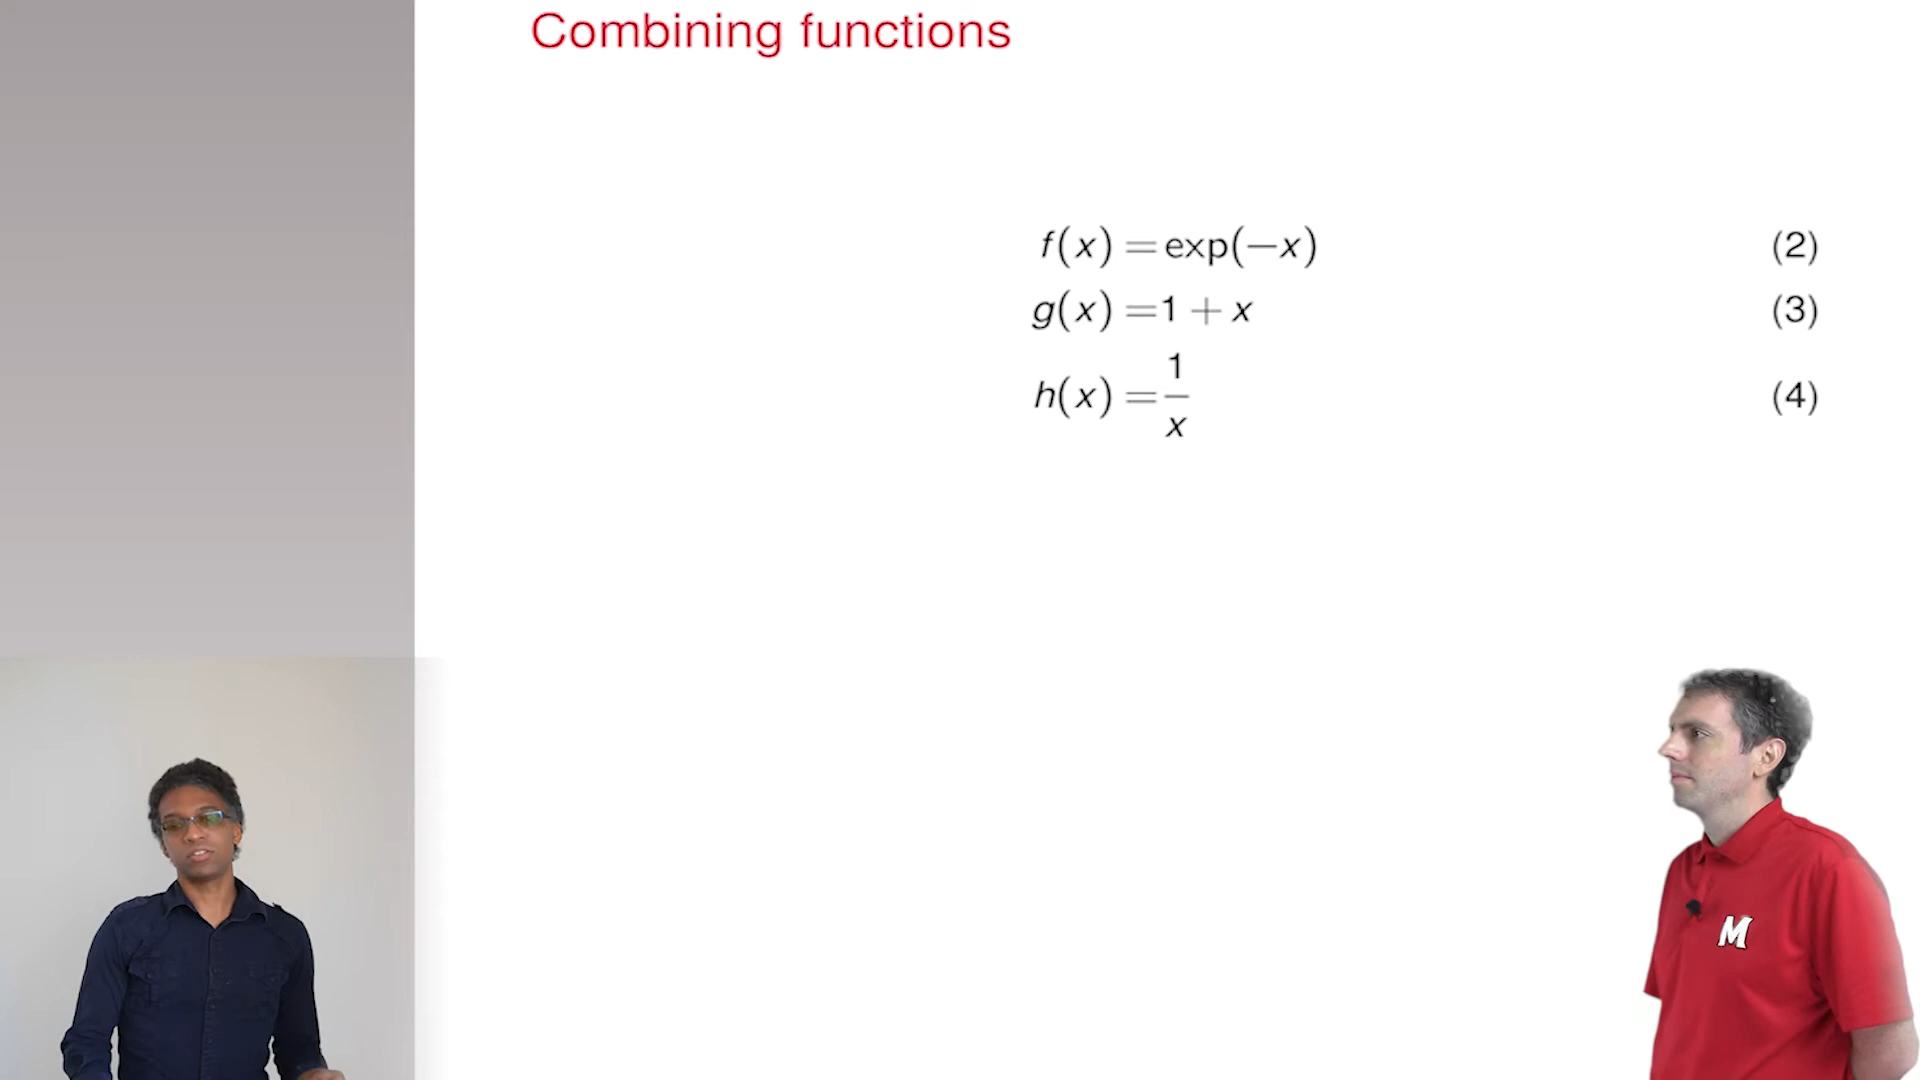 Combining functions
f(x) = exp(−x) (2)
g(x) = 1 + x (3)
h(x) = 1/x (4)
M